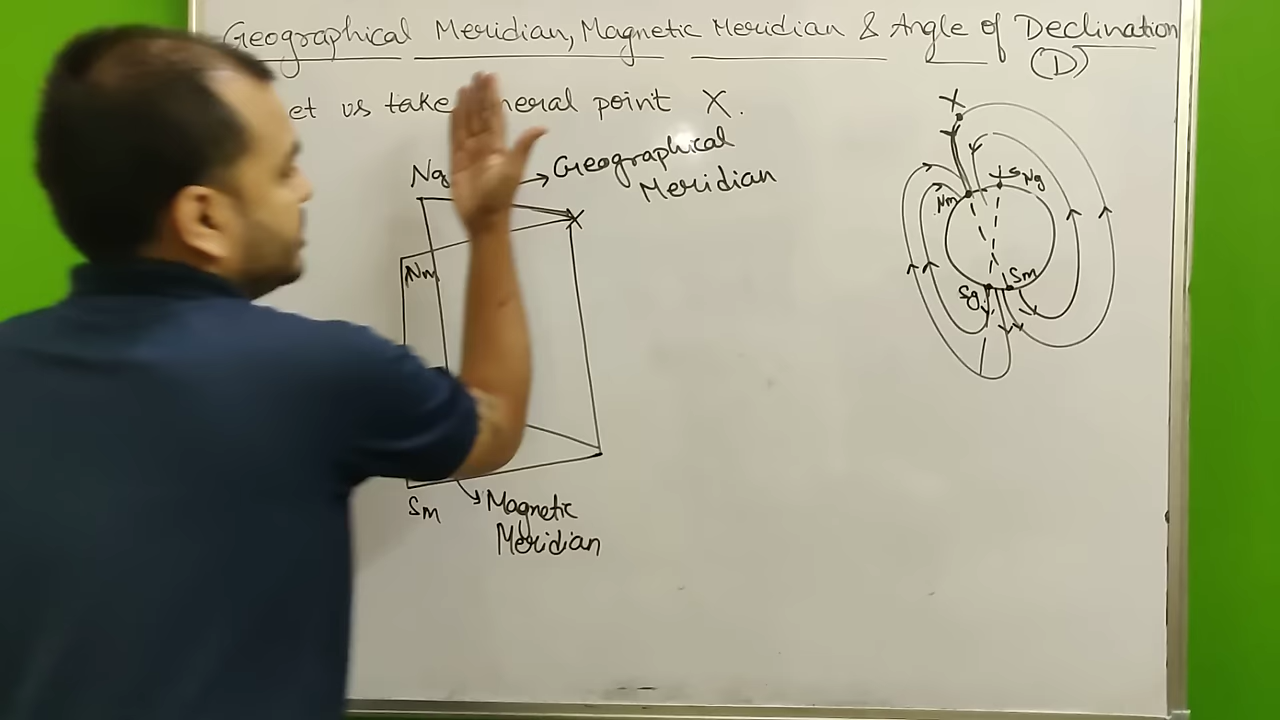 Geographical Meridian, Magnetic Meridian & Angle of Declination
(D)
et us take neral point X.
Ng
Geographical
Meridian
X
Nm
Sm
Magnetic
Meridian
X
Ng
Nm
Sg
Sm